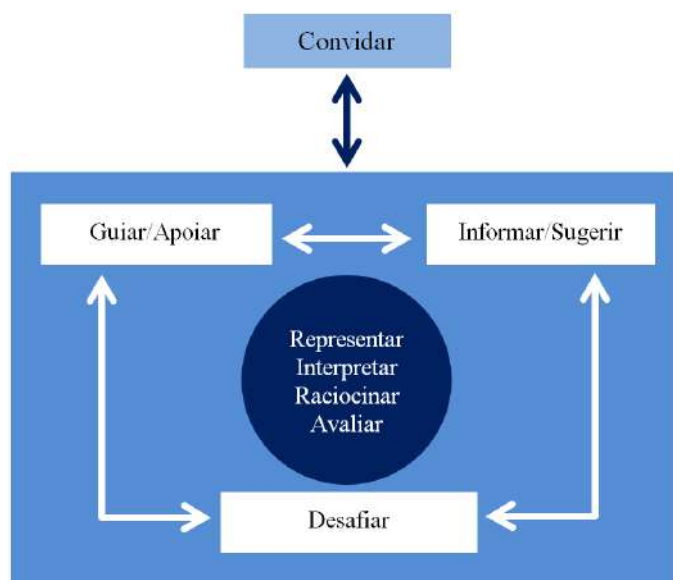 Convidar
Guiar/Apoiar
Informar/Sugerir
Representar
Interpretar
Raciocinar
Avaliar
Desafiar